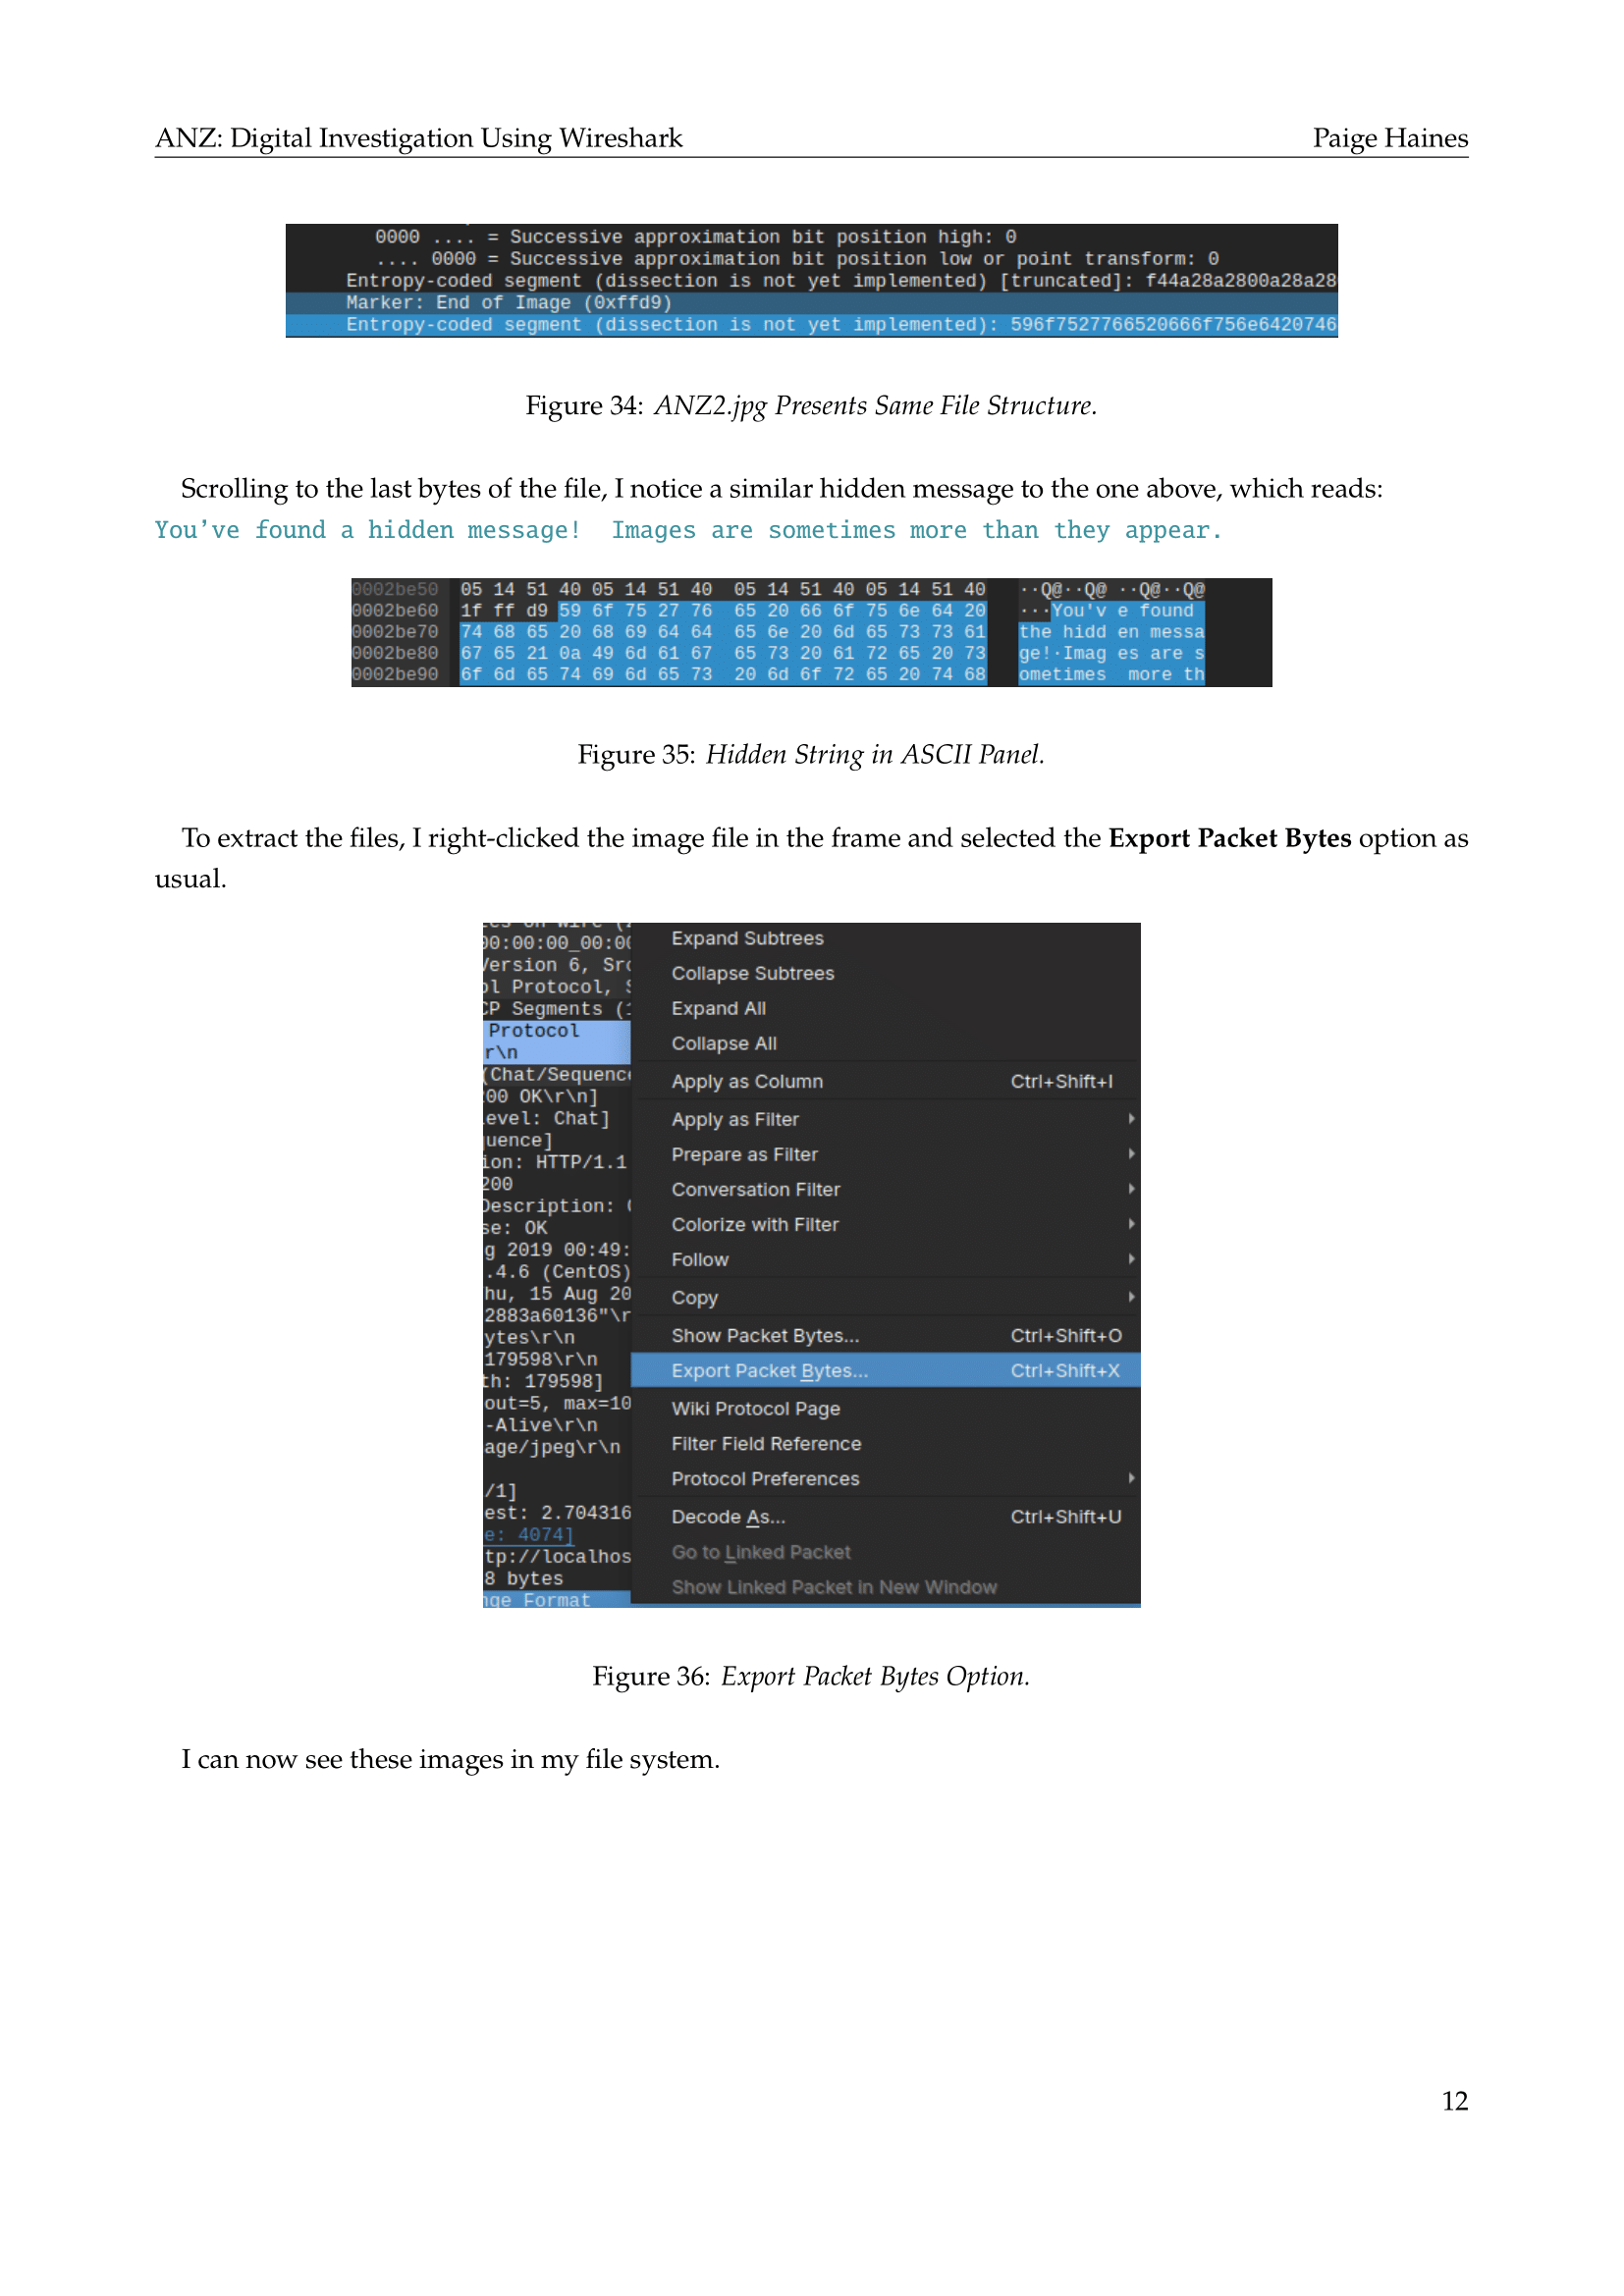 ANZ: Digital Investigation Using Wireshark Paige Haines
0000 .... = Successive approximation bit position high: 0
.... 0000 = Successive approximation bit position low or point transform: 0
Entropy-coded segment (dissection is not yet implemented) [truncated]: f44a28a2800a28a28
Marker: End of Image (0xffd9)
Entropy-coded segment (dissection is not yet implemented): 596f7527766520666f756e6420746
Figure 34: ANZ2.jpg Presents Same File Structure.
Scrolling to the last bytes of the file, I notice a similar hidden message to the one above, which reads:
You've found a hidden message! Images are sometimes more than they appear.
0002be50 05 14 51 40 05 14 51 40 05 14 51 40 05 14 51 40 ··Q@··Q@ ··Q@··Q@
0002be60 1f ff d9 59 6f 75 27 76 65 20 66 6f 75 6e 64 20 ···You'v e found
0002be70 74 68 65 20 68 69 64 64 65 6e 20 6d 65 73 73 61 the hidd en messa
0002be80 67 65 21 0a 49 6d 61 67 65 73 20 61 72 65 20 73 ge!·Imag es are s
0002be90 6f 6d 65 74 69 6d 65 73 20 6d 6f 72 65 20 74 68 ometimes more th
Figure 35: Hidden String in ASCII Panel.
To extract the files, I right-clicked the image file in the frame and selected the Export Packet Bytes option as
usual.
00:00:00_00:00
Version 6, Src
ol Protocol, S
CP Segments (1
Protocol
r\n
(Chat/Sequence
200 OK\r\n]
Level: Chat]
quence]
ion: HTTP/1.1
200
Description: O
se: OK
g 2019 00:49:
.4.6 (CentOS)
hu, 15 Aug 20
2883a60136"\r
ytes\r\n
179598\r\n
th: 179598]
out=5, max=10
-Alive\r\n
age/jpeg\r\n
/1]
est: 2.704316
e: 4074]
tp://localhos
8 bytes
nge Format
Expand Subtrees
Collapse Subtrees
Expand All
Collapse All
Apply as Column Ctrl+Shift+I
Apply as Filter
Prepare as Filter
Conversation Filter
Colorize with Filter
Follow
Copy
Show Packet Bytes... Ctrl+Shift+O
Export Packet Bytes... Ctrl+Shift+X
Wiki Protocol Page
Filter Field Reference
Protocol Preferences
Decode As... Ctrl+Shift+U
Go to Linked Packet
Show Linked Packet in New Window
Figure 36: Export Packet Bytes Option.
I can now see these images in my file system.
12